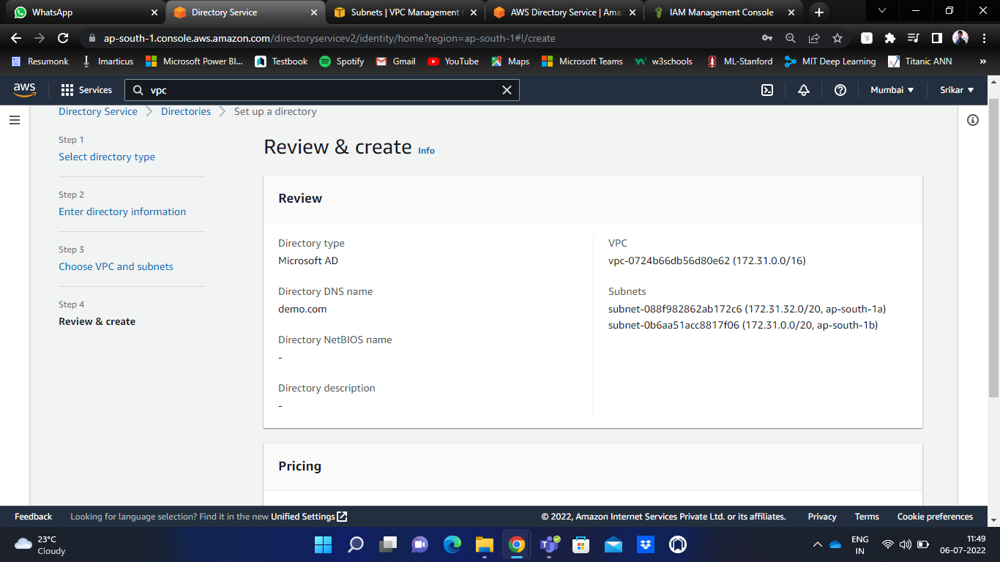 WhatsApp
Directory Service
Subnets | VPC Management
AWS Directory Service | Ama
IAM Management Console
ap-south-1.console.aws.amazon.com/directoryservicev2/identity/home?region=ap-south-1#!/create
Resumonk
Imarticus
Microsoft Power BI...
Testbook
Spotify
Gmail
YouTube
Maps
Microsoft Teams
w3schools
ML-Stanford
MIT Deep Learning
Titanic ANN
»
aws
Services
vpc
Mumbai
Srikar
Directory Service
Directories
Set up a directory
Step 1
Select directory type
Step 2
Enter directory information
Step 3
Choose VPC and subnets
Step 4
Review & create
Review & create Info
Review
Directory type
Microsoft AD
Directory DNS name
demo.com
Directory NetBIOS name
-
Directory description
-
VPC
vpc-0724b66db56d80e62 (172.31.0.0/16)
Subnets
subnet-088f982862ab172c6 (172.31.32.0/20, ap-south-1a)
subnet-0b6aa51acc8817f06 (172.31.0.0/20, ap-south-1b)
Pricing
Feedback
Looking for language selection? Find it in the new Unified Settings
© 2022, Amazon Internet Services Private Ltd. or its affiliates.
Privacy
Terms
Cookie preferences
23°C
Cloudy
ENG
IN
11:49
06-07-2022